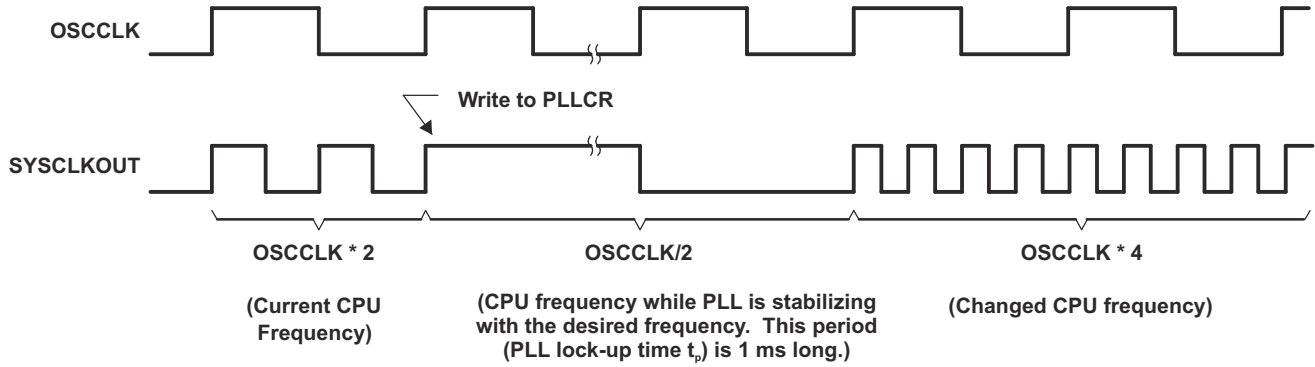 OSCCLK
Write to PLLCR
SYSCLKOUT
OSCCLK * 2
(Current CPU
Frequency)
OSCCLK/2
(CPU frequency while PLL is stabilizing
with the desired frequency. This period
(PLL lock-up time tp) is 1 ms long.)
OSCCLK * 4
(Changed CPU frequency)